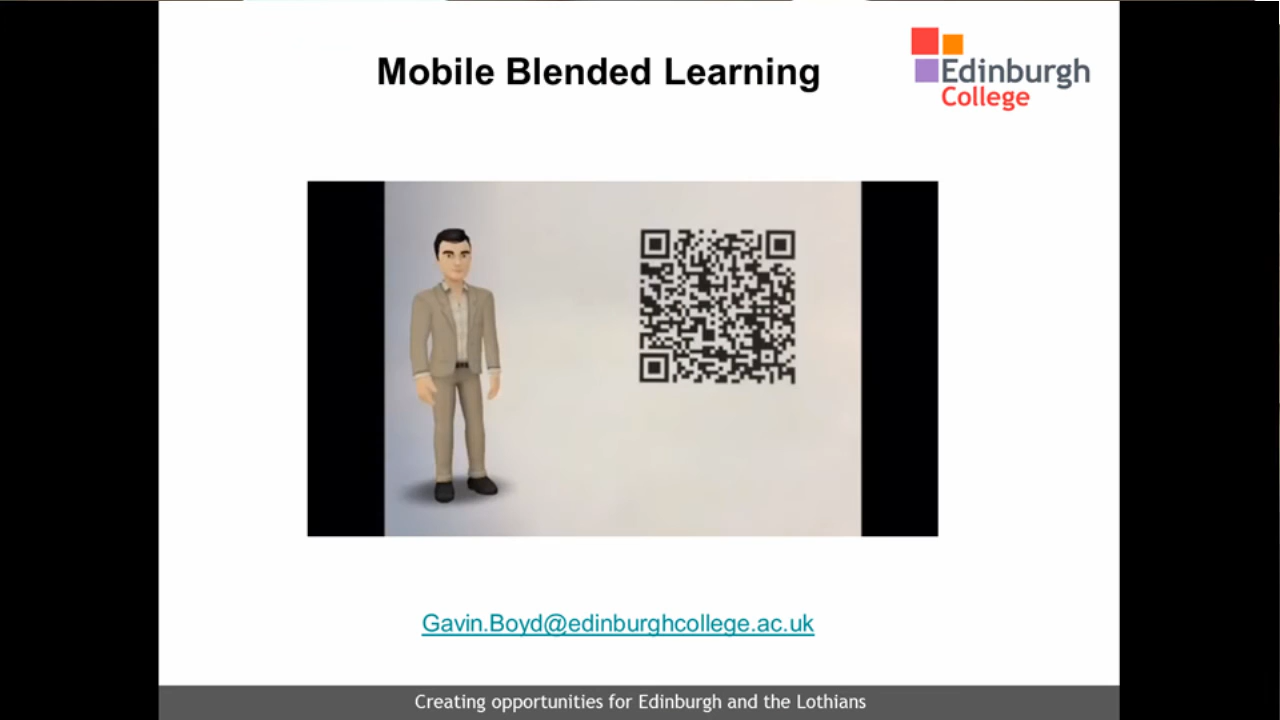 Mobile Blended Learning
Edinburgh
College
Gavin.Boyd@edinburghcollege.ac.uk
Creating opportunities for Edinburgh and the Lothians